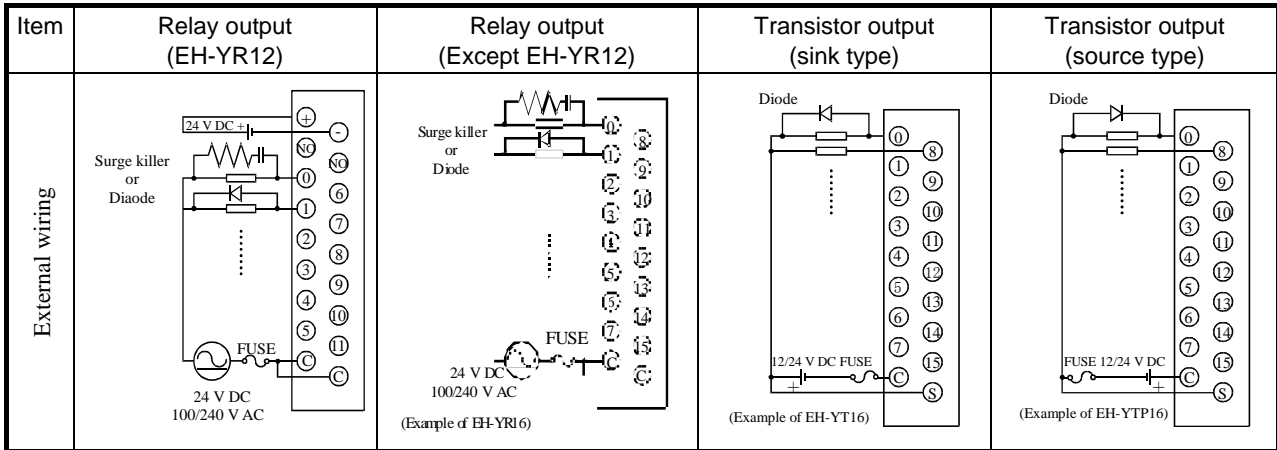 Item
Relay output
(EH-YR12)
Relay output
(Except EH-YR12)
Transistor output
(sink type)
Transistor output
(source type)
External wiring
24 V DC +
+
-
NO
NO
Surge killer
or
Diaode
0
1
2
3
4
5
C
6
7
8
9
10
11
C
FUSE
24 V DC
100/240 V AC
Surge killer
or
Diode
0
1
2
3
4
5
6
7
C
8
9
10
11
12
13
14
15
C
FUSE
24 V DC
100/240 V AC
(Example of EH-YR16)
Diode
0
1
2
3
4
5
6
7
C
8
9
10
11
12
13
14
15
S
12/24 V DC FUSE
+
(Example of EH-YT16)
Diode
0
1
2
3
4
5
6
7
C
8
9
10
11
12
13
14
15
S
FUSE 12/24 V DC
+
(Example of EH-YTP16)